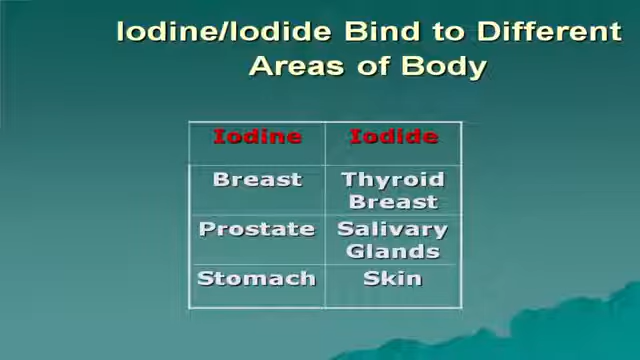 Iodine/Iodide Bind to Different
Areas of Body
Iodine Iodide
Breast Thyroid
Breast
Prostate Salivary
Glands
Stomach Skin